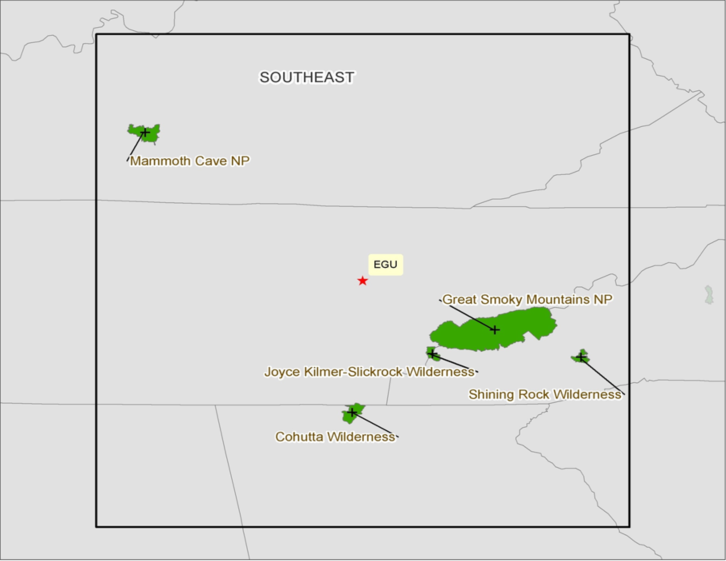 SOUTHEAST
Mammoth Cave NP
EGU
Great Smoky Mountains NP
Joyce Kilmer-Slickrock Wilderness
Shining Rock Wilderness
Cohutta Wilderness